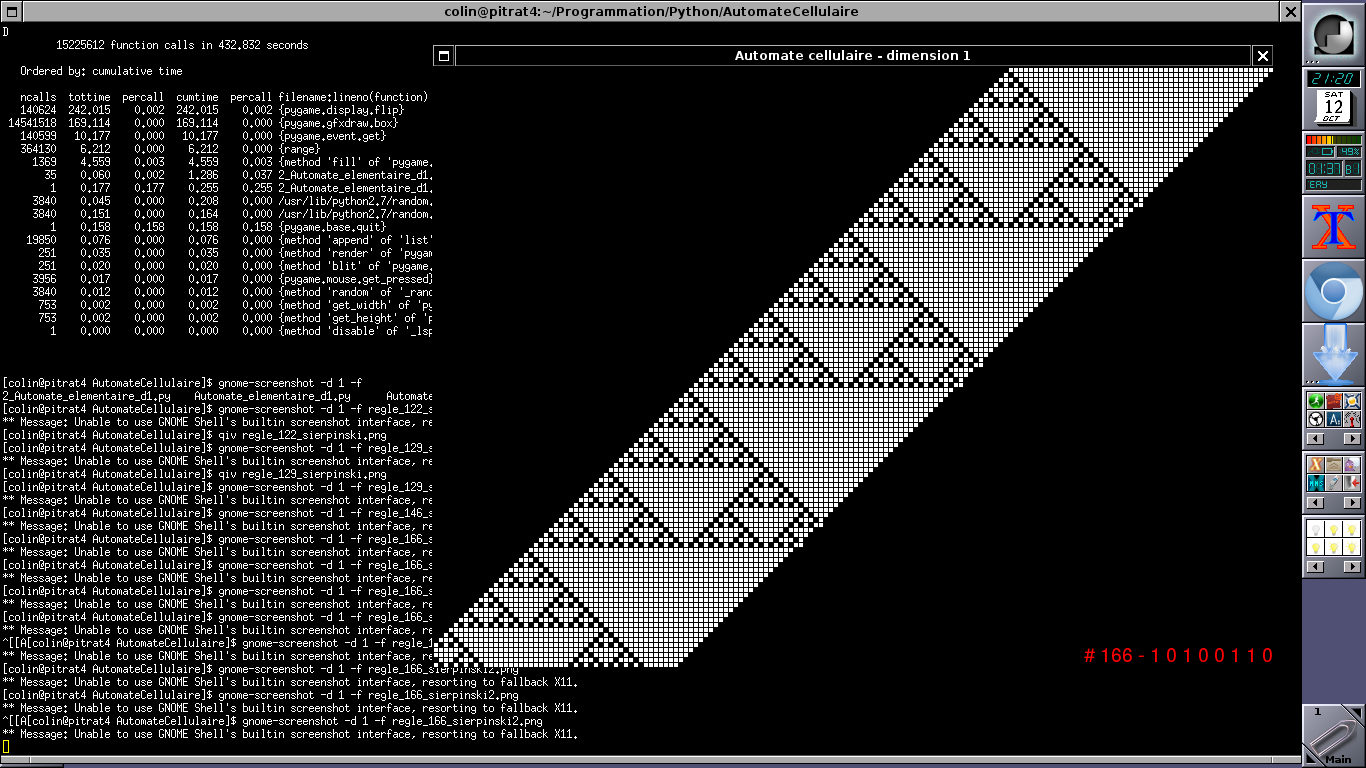 colin@pitrat4:~/Programmation/Python/AutomateCellulaire
D
15225612 function calls in 432.832 seconds
Ordered by: cumulative time
ncalls tottime percall cumtime percall filename:lineno(function)
140624 242.015 0.002 242.015 0.002 {pygame.display.flip}
14541518 169.114 0.000 169.114 0.000 {pygame.gfxdraw.box}
140599 10.177 0.000 10.177 0.000 {pygame.event.get}
364130 6.212 0.000 6.212 0.000 {range}
1369 4.559 0.003 4.559 0.003 {method 'fill' of 'pygame.
35 0.060 0.002 1.286 0.037 2_Automate_elementaire_d1.
1 0.177 0.177 0.255 0.255 2_Automate_elementaire_d1.
3840 0.045 0.000 0.208 0.000 /usr/lib/python2.7/random.
3840 0.151 0.000 0.164 0.000 /usr/lib/python2.7/random.
1 0.158 0.158 0.158 0.158 {pygame.base.quit}
19850 0.076 0.000 0.076 0.000 {method 'append' of 'list'
251 0.035 0.000 0.035 0.000 {method 'render' of 'pygam
251 0.020 0.000 0.020 0.000 {method 'blit' of 'pygame.
3956 0.017 0.000 0.017 0.000 {pygame.mouse.get_pressed}
3840 0.012 0.000 0.012 0.000 {method 'random' of '_rand
753 0.002 0.000 0.002 0.000 {method 'get_width' of 'py
753 0.002 0.000 0.002 0.000 {method 'get_height' of 'p
1 0.000 0.000 0.000 0.000 {method 'disable' of '_lsp
[colin@pitrat4 AutomateCellulaire]$ gnome-screenshot -d 1 -f
2_Automate_elementaire_d1.py Automate_elementaire_d1.py Automate
[colin@pitrat4 AutomateCellulaire]$ gnome-screenshot -d 1 -f regle_122_s
** Message: Unable to use GNOME Shell's builtin screenshot interface, re
[colin@pitrat4 AutomateCellulaire]$ qiv regle_122_sierpinski.png
[colin@pitrat4 AutomateCellulaire]$ gnome-screenshot -d 1 -f regle_129_s
** Message: Unable to use GNOME Shell's builtin screenshot interface, re
[colin@pitrat4 AutomateCellulaire]$ qiv regle_129_sierpinski.png
[colin@pitrat4 AutomateCellulaire]$ gnome-screenshot -d 1 -f regle_129_s
** Message: Unable to use GNOME Shell's builtin screenshot interface, re
[colin@pitrat4 AutomateCellulaire]$ gnome-screenshot -d 1 -f regle_146_s
** Message: Unable to use GNOME Shell's builtin screenshot interface, re
[colin@pitrat4 AutomateCellulaire]$ gnome-screenshot -d 1 -f regle_166_s
** Message: Unable to use GNOME Shell's builtin screenshot interface, re
[colin@pitrat4 AutomateCellulaire]$ gnome-screenshot -d 1 -f regle_166_s
** Message: Unable to use GNOME Shell's builtin screenshot interface, re
[colin@pitrat4 AutomateCellulaire]$ gnome-screenshot -d 1 -f regle_166_s
** Message: Unable to use GNOME Shell's builtin screenshot interface, re
[colin@pitrat4 AutomateCellulaire]$ gnome-screenshot -d 1 -f regle_166_s
** Message: Unable to use GNOME Shell's builtin screenshot interface, re
^[[A[colin@pitrat4 AutomateCellulaire]$ gnome-screenshot -d 1 -f regle_1
** Message: Unable to use GNOME Shell's builtin screenshot interface, re
[colin@pitrat4 AutomateCellulaire]$ gnome-screenshot -d 1 -f regle_166_sierpinski2.png
** Message: Unable to use GNOME Shell's builtin screenshot interface, resorting to fallback X11.
[colin@pitrat4 AutomateCellulaire]$ gnome-screenshot -d 1 -f regle_166_sierpinski2.png
** Message: Unable to use GNOME Shell's builtin screenshot interface, resorting to fallback X11.
^[[A[colin@pitrat4 AutomateCellulaire]$ gnome-screenshot -d 1 -f regle_166_sierpinski2.png
** Message: Unable to use GNOME Shell's builtin screenshot interface, resorting to fallback X11.
Automate cellulaire - dimension 1
# 166 - 1 0 1 0 0 1 1 0
21:20
SAT
12
OCT
49%
01:37 B1
ERY
1
Main